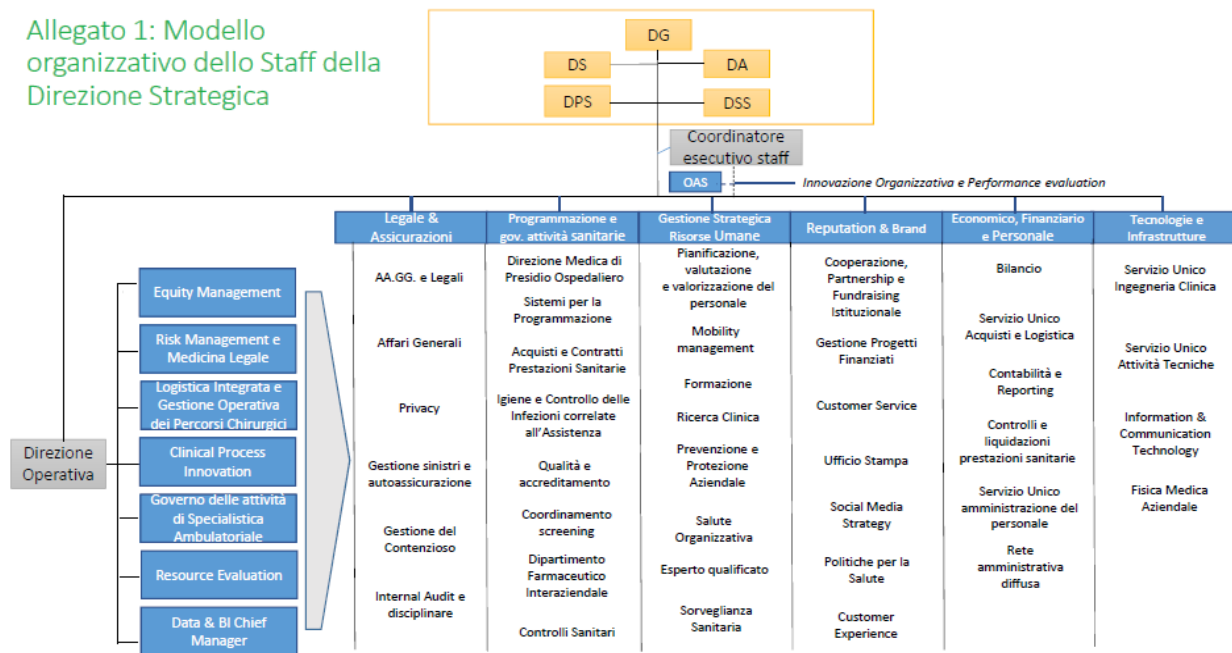 Allegato 1: Modello
organizzativo dello Staff della
Direzione Strategica
DG
DS
DA
DPS
DSS
Coordinatore
esecutivo staff
OAS
Innovazione Organizzativa e Performance evaluation
Direzione
Operativa
Equity Management
Risk Management e
Medicina Legale
Logistica Integrata e
Gestione Operativa
dei Percorsi Chirurgici
Clinical Process
Innovation
Governo delle attività
di Specialistica
Ambulatoriale
Resource Evaluation
Data & BI Chief
Manager
Legale &
Assicurazioni
AA.GG. e Legali
Affari Generali
Privacy
Gestione sinistri e
autoassicurazione
Gestione del
Contenzioso
Internal Audit e
disciplinare
Programmazione e
gov. attività sanitarie
Direzione Medica di
Presidio Ospedaliero
Sistemi per la
Programmazione
Acquisti e Contratti
Prestazioni Sanitarie
Igiene e Controllo delle
Infezioni correlate
all'Assistenza
Qualità e
accreditamento
Coordinamento
screening
Dipartimento
Farmaceutico
Interaziendale
Controlli Sanitari
Gestione Strategica
Risorse Umane
Pianificazione,
valutazione
e valorizzazione del
personale
Mobility
management
Formazione
Ricerca Clinica
Prevenzione e
Protezione
Aziendale
Salute
Organizzativa
Esperto qualificato
Sorveglianza
Sanitaria
Reputation & Brand
Cooperazione,
Partnership e
Fundraising
Istituzionale
Gestione Progetti
Finanziati
Customer Service
Ufficio Stampa
Social Media
Strategy
Politiche per la
Salute
Customer
Experience
Economico, Finanziario
e Personale
Bilancio
Servizio Unico
Acquisti e Logistica
Contabilità e
Reporting
Controlli e
liquidazioni
prestazioni sanitarie
Servizio Unico
amministrazione del
personale
Rete
amministrativa
diffusa
Tecnologie e
Infrastrutture
Servizio Unico
Ingegneria Clinica
Servizio Unico
Attività Tecniche
Information &
Communication
Technology
Fisica Medica
Aziendale